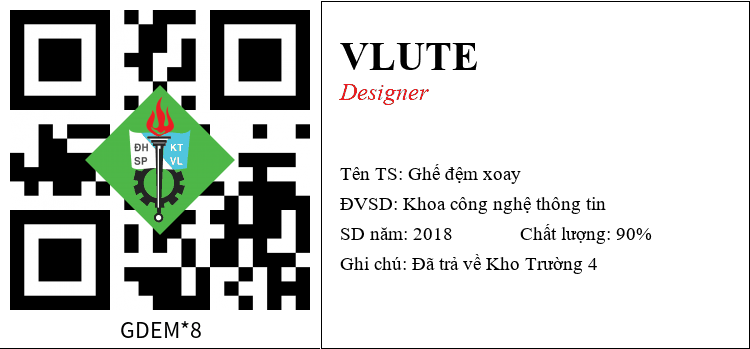 ĐH KT
SP VL
GDEM*8
VLUTE
Designer
Tên TS: Ghế đệm xoay
ĐVSD: Khoa công nghệ thông tin
SD năm: 2018 Chất lượng: 90%
Ghi chú: Đã trả về Kho Trường 4